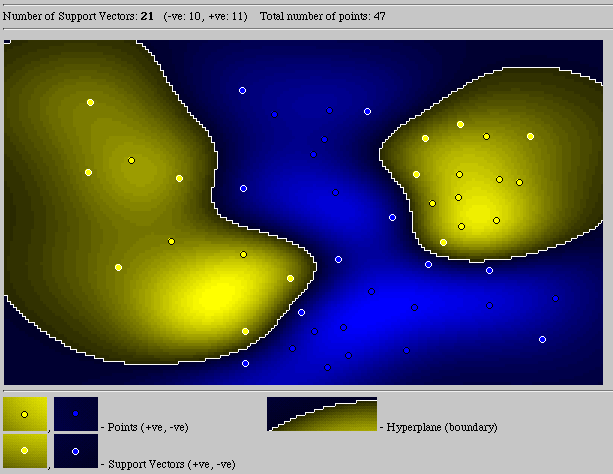 Number of Support Vectors: 21 (-ve: 10, +ve: 11) Total number of points: 47
, - Points (+ve, -ve)
- Hyperplane (boundary)
, - Support Vectors (+ve, -ve)